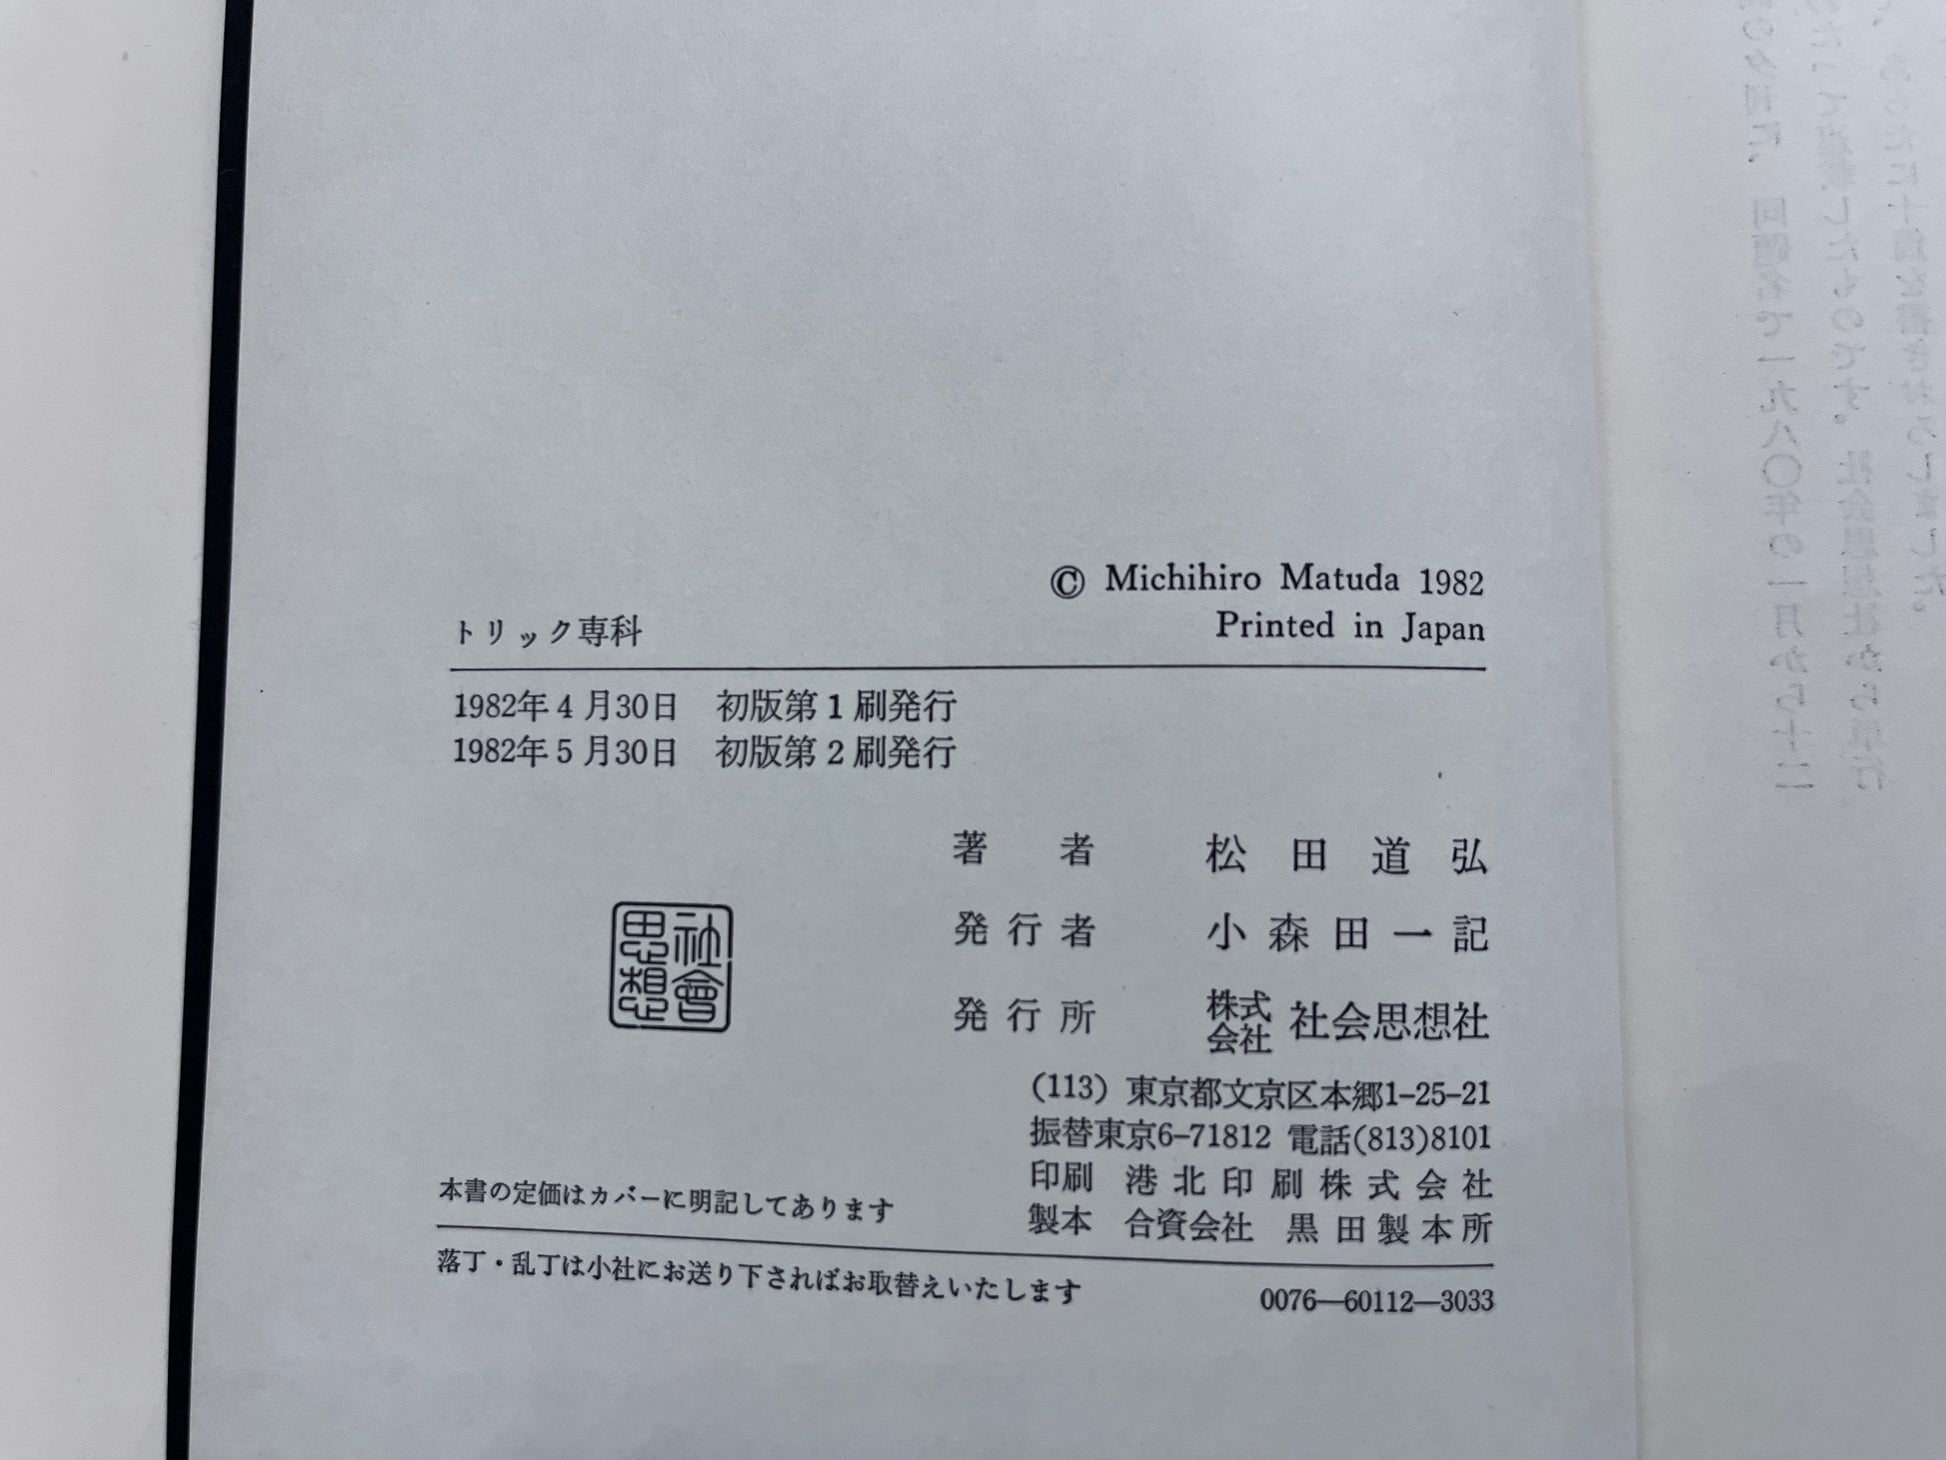 © Michihiro Matuda 1982
Printed in Japan
トリック専科
1982年4月30日 初版第1刷発行
1982年5月30日 初版第2刷発行
著者 松田道弘
発行者 小森田一記
発行所 株式会社 社会思想社
社會思想
(113) 東京都文京区本郷1-25-21
振替東京6-71812 電話(813)8101
印刷 港北印刷株式会社
製本 合資会社 黒田製本所
本書の定価はカバーに明記してあります
落丁・乱丁は小社にお送り下さればお取替えいたします
0076—60112—3033